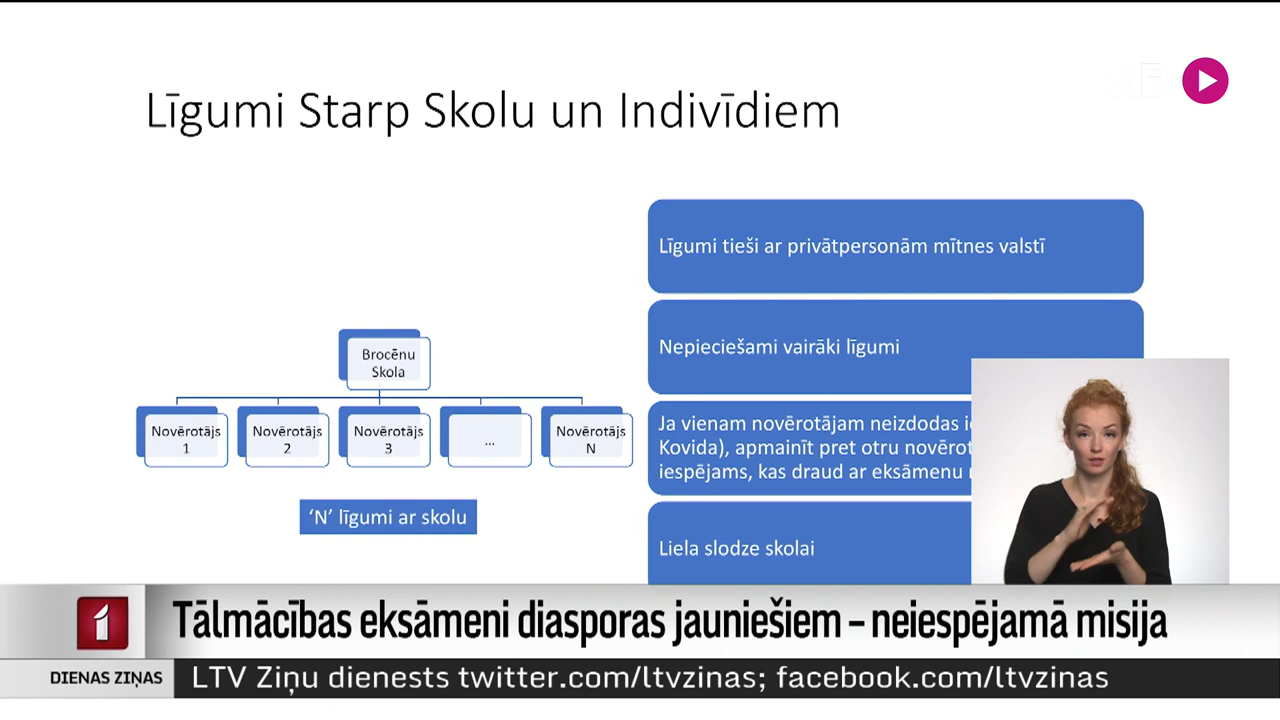 Līgumi Starp Skolu un Indivīdiem
Līgumi tieši ar privātpersonām mītnes valstī
Nepieciešami vairāki līgumi
Brocēnu
Skola
Novērotājs
1
Novērotājs
2
Novērotājs
3
...
Novērotājs
N
'N' līgumi ar skolu
Ja vienam novērotājam neizdodas
Kovida), apmainīt pret otru
iespējams, kas draud ar eksāmenu
Liela slodze skolai
1
Tālmācības eksāmeni diasporas jauniešiem – neiespējamā misija
DIENAS ZIŅAS
LTV Ziņu dienests twitter.com/ltvzinas; facebook.com/ltvzinas